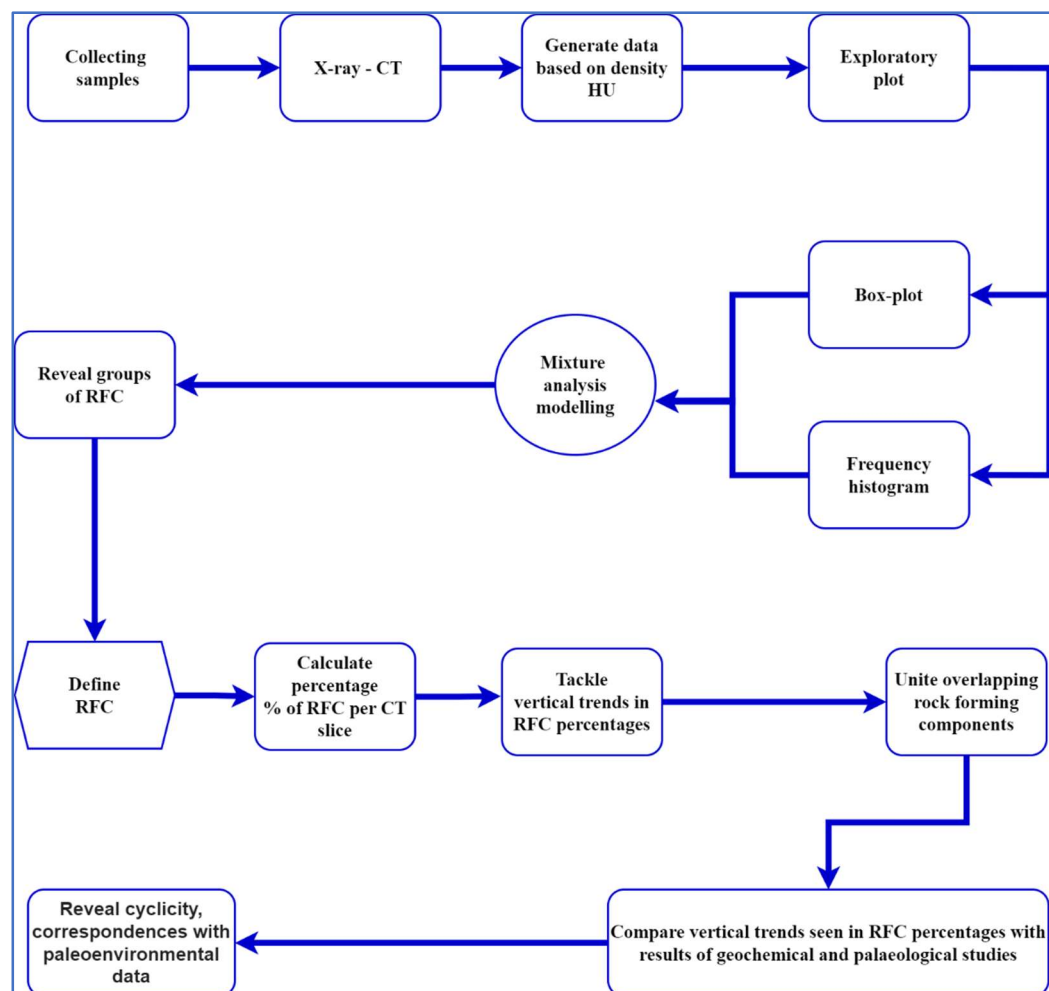 Collecting
samples
X-ray - CT
Generate data
based on density
HU
Exploratory
plot
Box-plot
Frequency
histogram
Mixture
analysis
modelling
Reveal groups
of RFC
Define
RFC
Calculate
percentage
% of RFC per CT
slice
Tackle
vertical trends in
RFC percentages
Unite overlapping
rock forming
components
Compare vertical trends seen in RFC percentages with
results of geochemical and palaeological studies
Reveal cyclicity,
correspondences with
paleoenvironmental
data